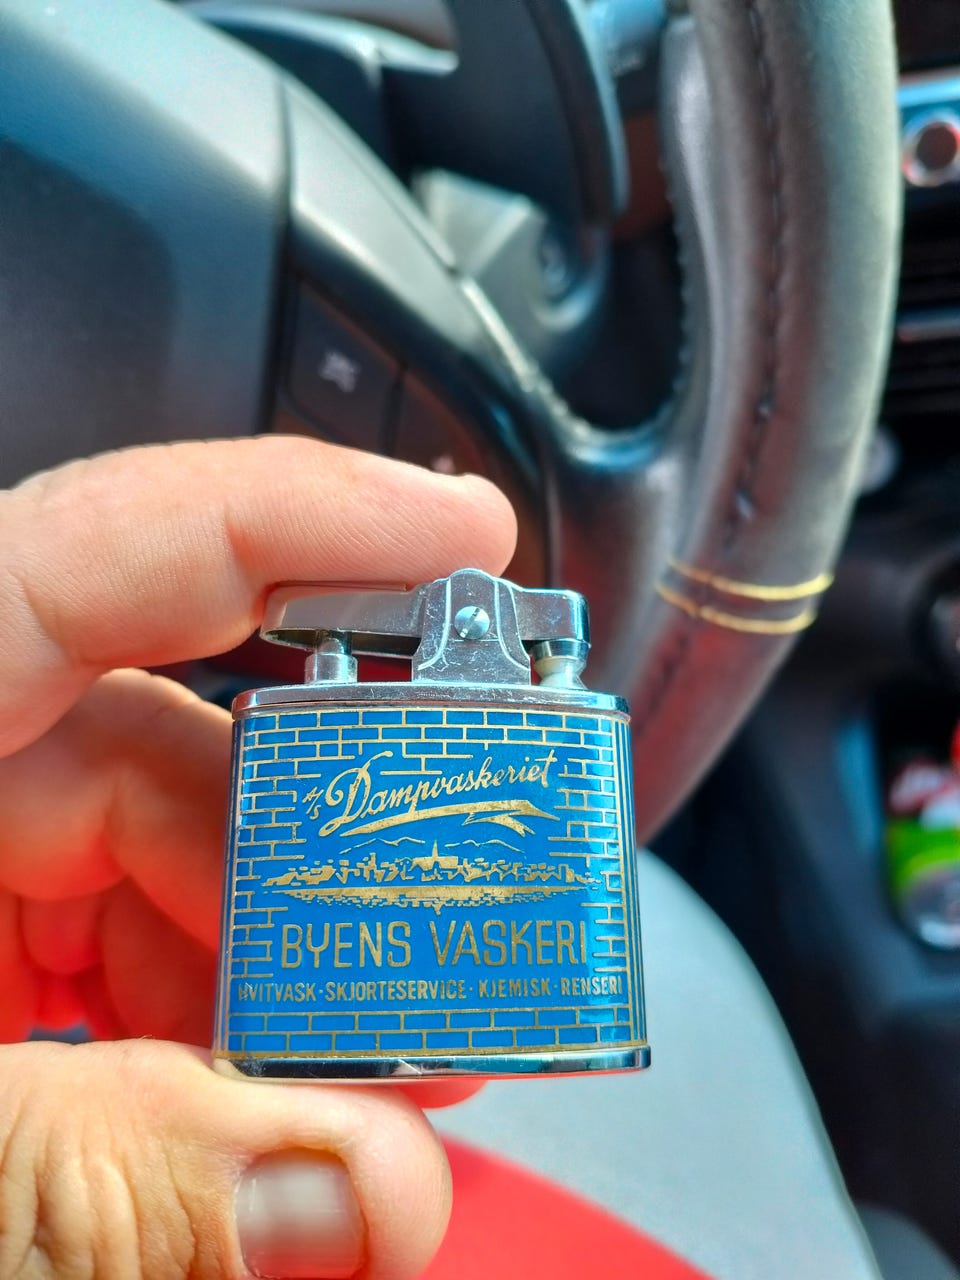 A/S Dampvaskeriet
BYENS VASKERI
HVITVASK·SKJORTESERVICE·KJEMISK·RENSERI